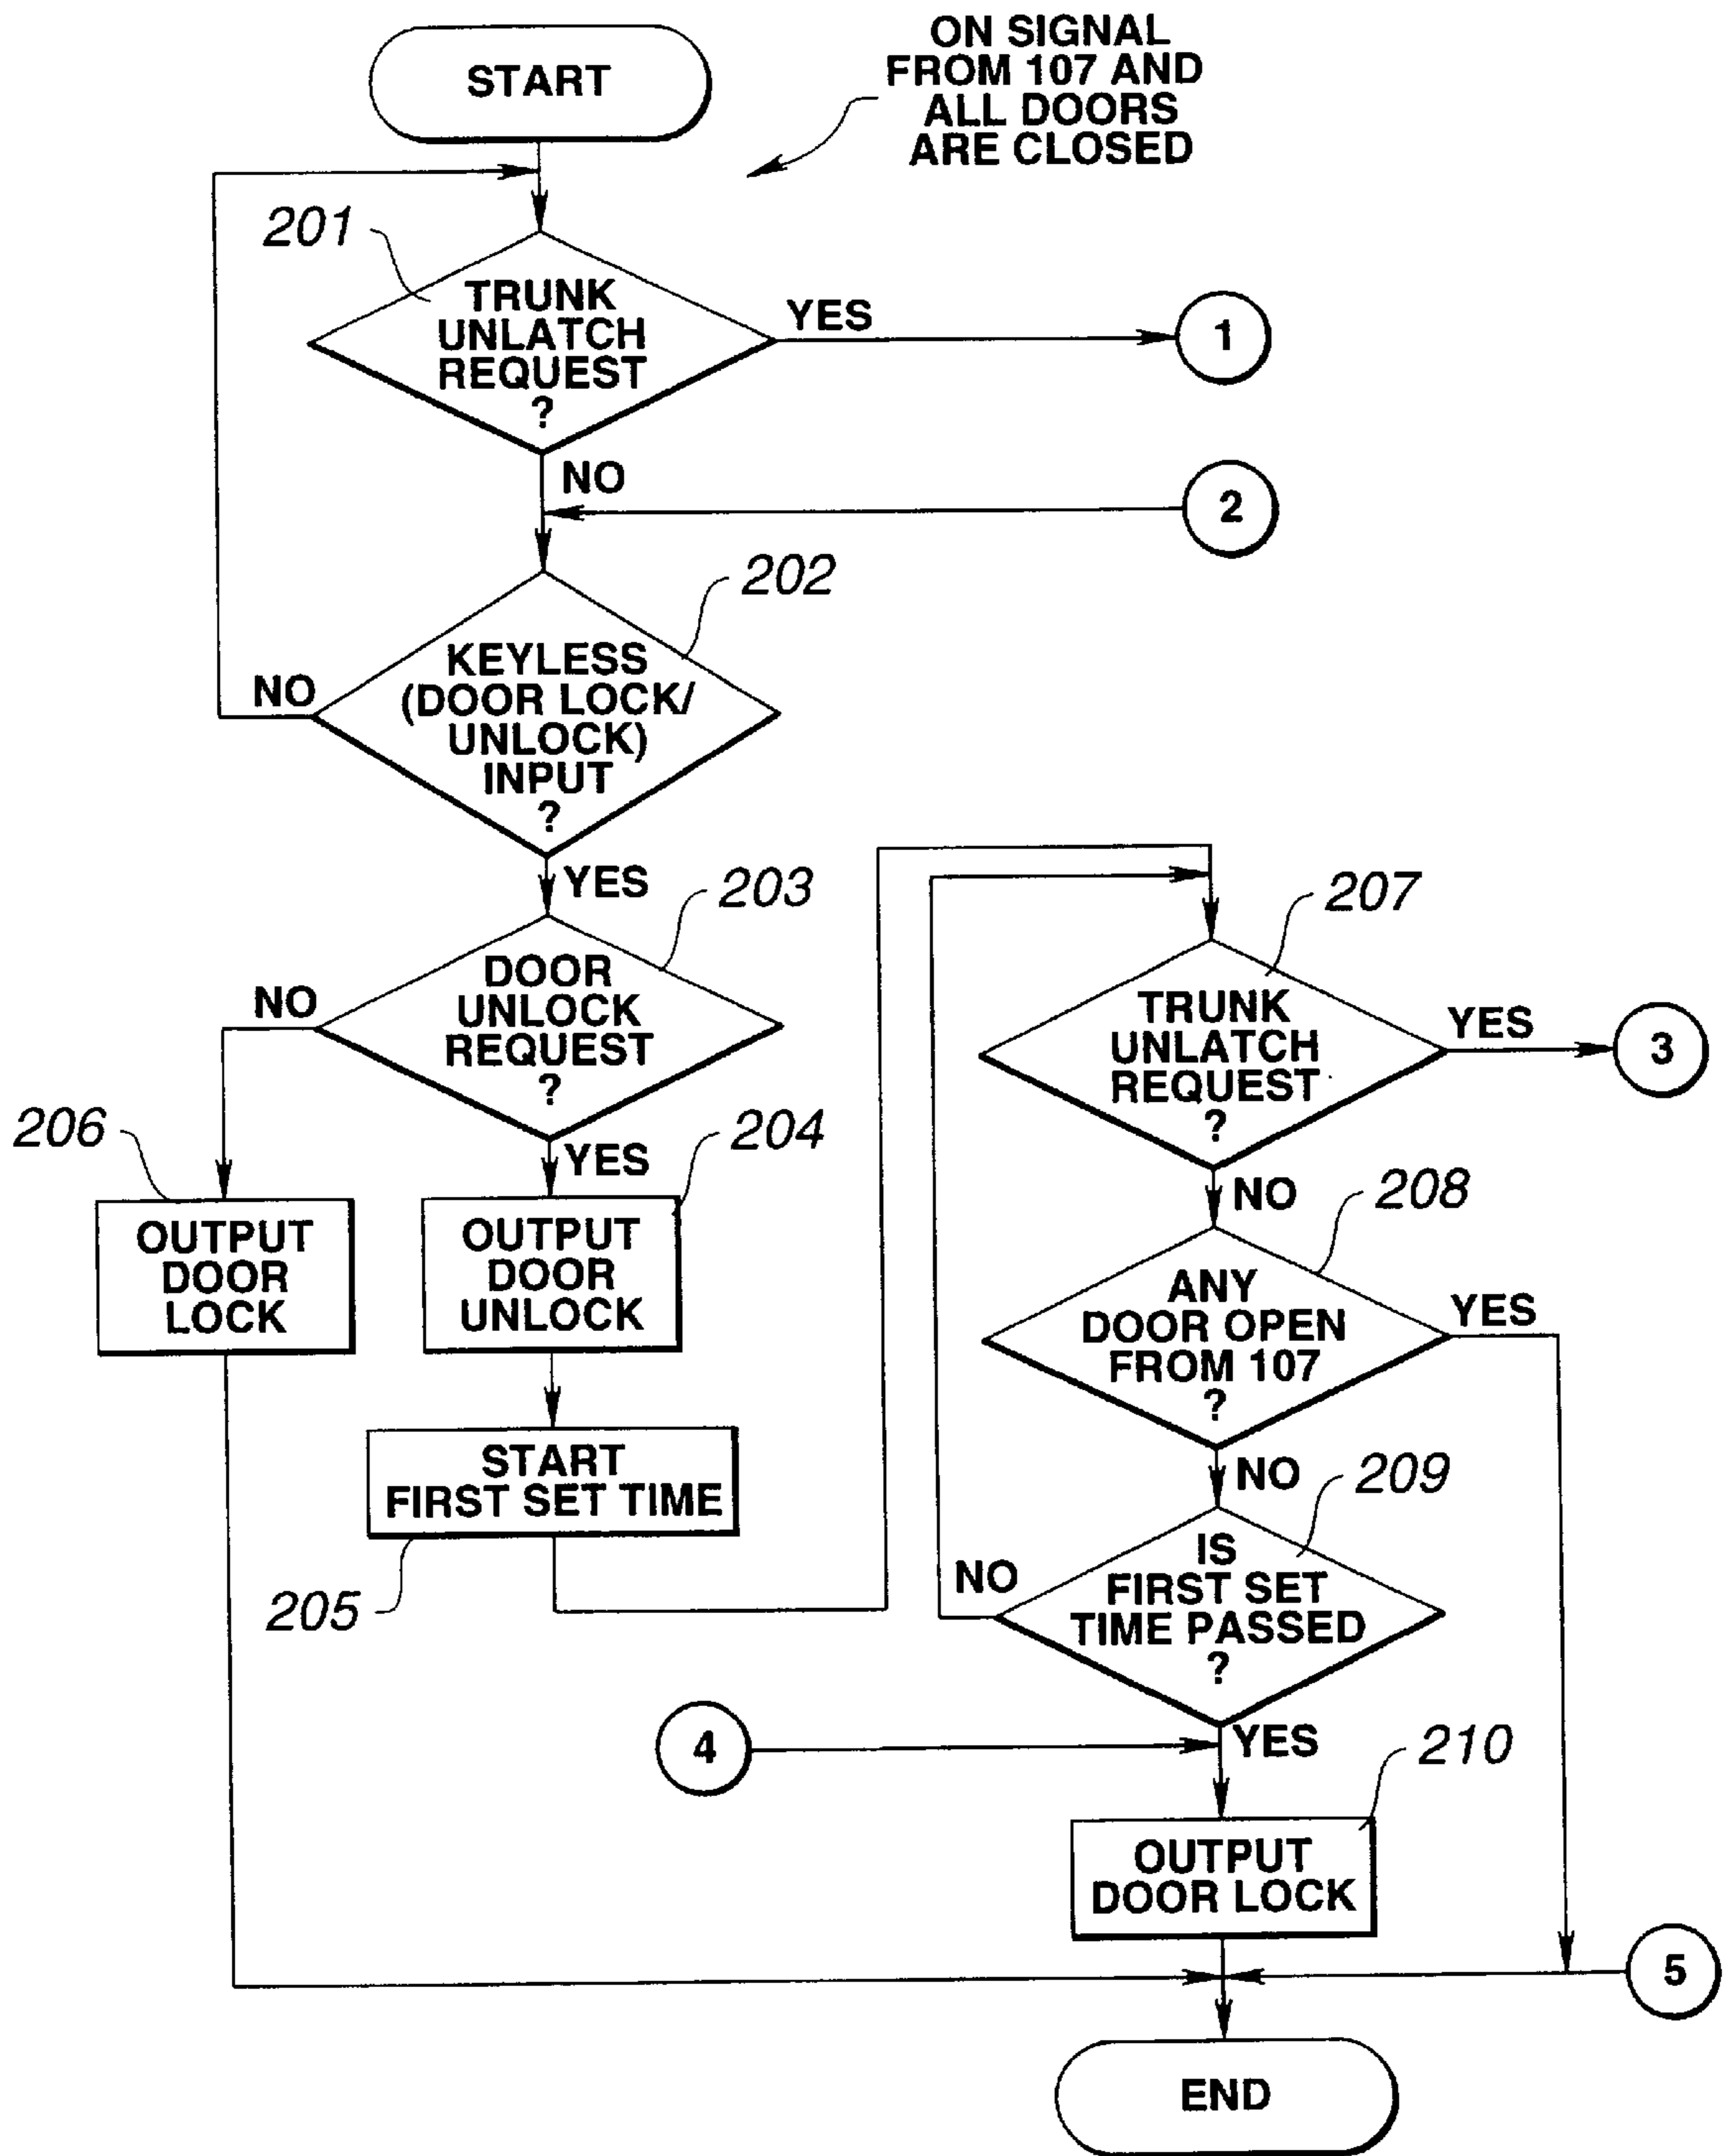 START
ON SIGNAL
FROM 107 AND
ALL DOORS
ARE CLOSED
201
TRUNK
UNLATCH
REQUEST
?
YES
1
NO
2
202
KEYLESS
(DOOR LOCK/
UNLOCK)
INPUT
?
NO
YES
203
DOOR
UNLOCK
REQUEST
?
NO
YES
206
OUTPUT
DOOR
LOCK
204
OUTPUT
DOOR
UNLOCK
START
FIRST SET TIME
205
207
TRUNK
UNLATCH
REQUEST
?
YES
3
NO
208
ANY
DOOR OPEN
FROM 107
?
YES
NO
209
IS
FIRST SET
TIME PASSED
?
NO
YES
4
210
OUTPUT
DOOR LOCK
5
END